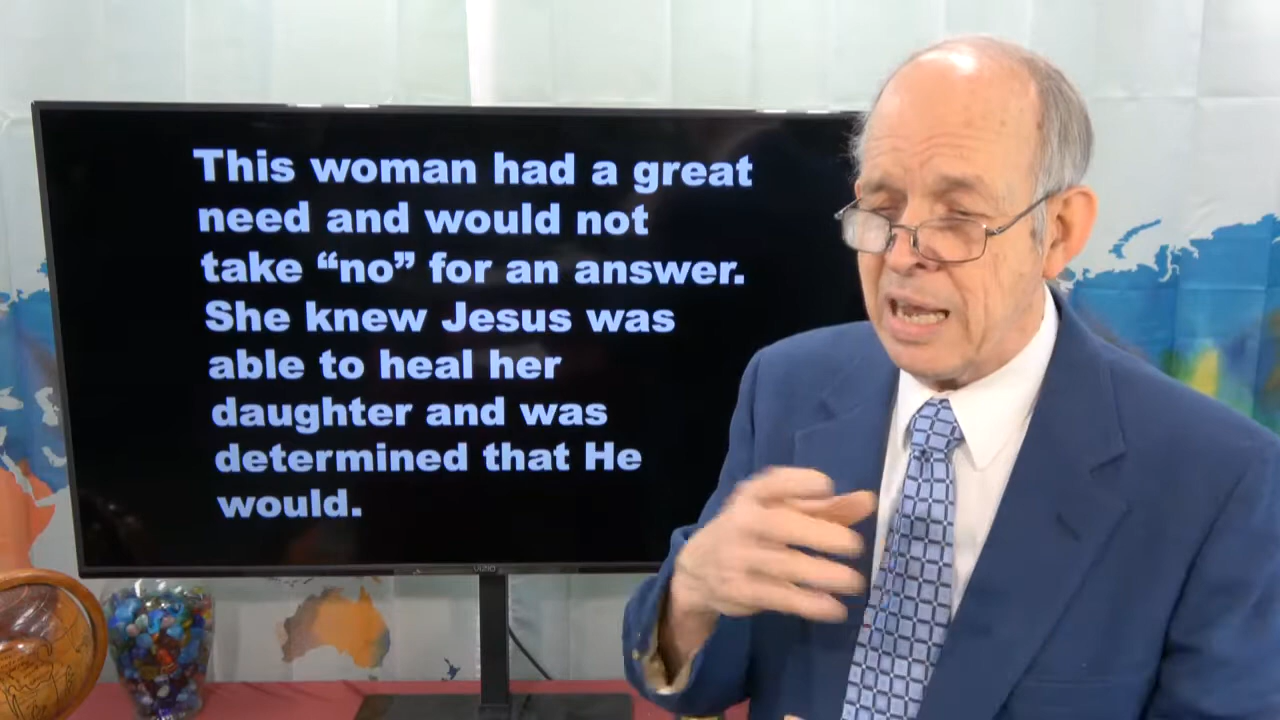 This woman had a great
need and would not
take “no” for an answer.
She knew Jesus was
able to heal her
daughter and was
determined that He
would.
VIZIO